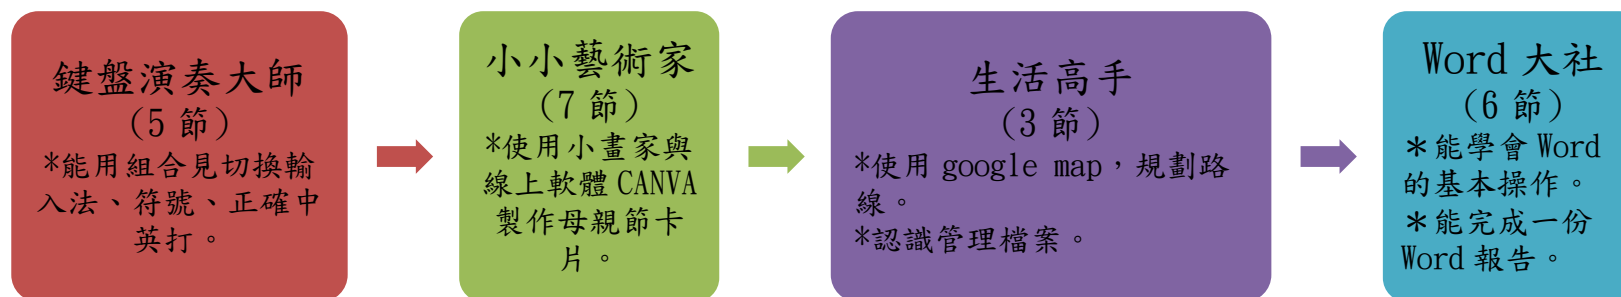 鍵盤演奏大師
(5 節)
*能用組合見切換輸
入法、符號、正確中
英打。
小小藝術家
(7 節)
*使用小畫家與
線上軟體 CANVA
製作母親節卡
片。
生活高手
(3 節)
*使用 google map，規劃路
線。
*認識管理檔案。
Word 大社
(6 節)
＊能學會 Word
的基本操作。
＊能完成一份
Word 報告。